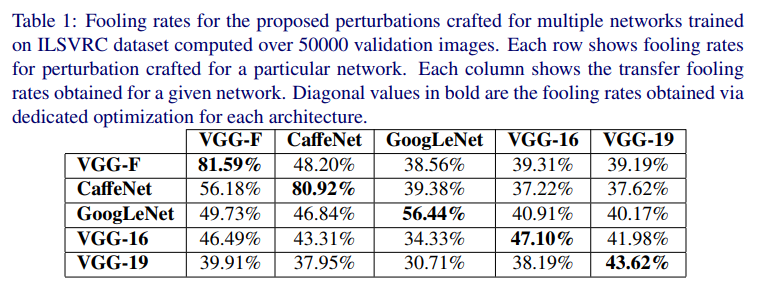 Table 1: Fooling rates for the proposed perturbations crafted for multiple networks trained
on ILSVRC dataset computed over 50000 validation images. Each row shows fooling rates
for perturbation crafted for a particular network. Each column shows the transfer fooling
rates obtained for a given network. Diagonal values in bold are the fooling rates obtained via
dedicated optimization for each architecture.
VGG-F CaffeNet GoogLeNet VGG-16 VGG-19
VGG-F 81.59% 48.20% 38.56% 39.31% 39.19%
CaffeNet 56.18% 80.92% 39.38% 37.22% 37.62%
GoogLeNet 49.73% 46.84% 56.44% 40.91% 40.17%
VGG-16 46.49% 43.31% 34.33% 47.10% 41.98%
VGG-19 39.91% 37.95% 30.71% 38.19% 43.62%